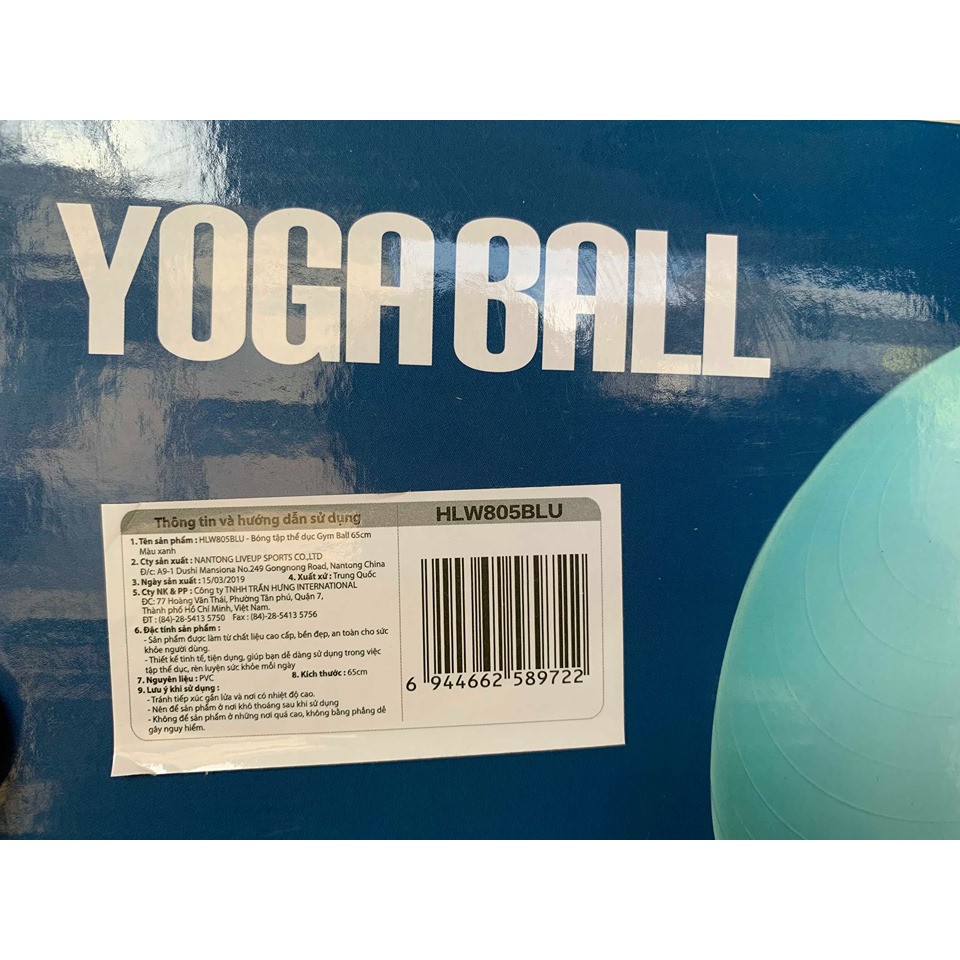 YOGA BALL
Thông tin và hướng dẫn sử dụng
1. Tên sản phẩm : HLW805BLU - Bóng tập thể dục Gym Ball 65cm
Màu xanh
2. Cty sản xuất : NANTONG LIVEUP SPORTS CO.,LTD
Đ/c: A9-1 Dushi Mansiona No.249 Gongnong Road, Nantong China
3. Ngày sản xuất : 15/03/2019 4. Xuất xứ : Trung Quốc
5. Cty NK & PP : Công ty TNHH TRẦN HƯNG INTERNATIONAL
ĐC: 77 Hoàng Văn Thái, Phường Tân phú, Quận 7,
Thành phố Hồ Chí Minh, Việt Nam.
ĐT : (84)-28-5413 5750 Fax : (84)-28-5413 5756
6. Đặc tính sản phẩm :
- Sản phẩm được làm từ chất liệu cao cấp, bền đẹp, an toàn cho sức
khỏe người dùng.
- Thiết kế tinh tế, tiện dụng, giúp bạn dễ dàng sử dụng trong việc
tập thể dục, rèn luyện sức khỏe mỗi ngày
7. Nguyên liệu : PVC 8. Kích thước : 65cm
9. Lưu ý khi sử dụng :
- Tránh tiếp xúc gần lửa và nơi có nhiệt độ cao.
- Nên để sản phẩm ở nơi khô thoáng sau khi sử dụng
- Không để sản phẩm ở những nơi quá cao, không bằng phẳng dễ
gây nguy hiểm.
HLW805BLU
6 944662 589722